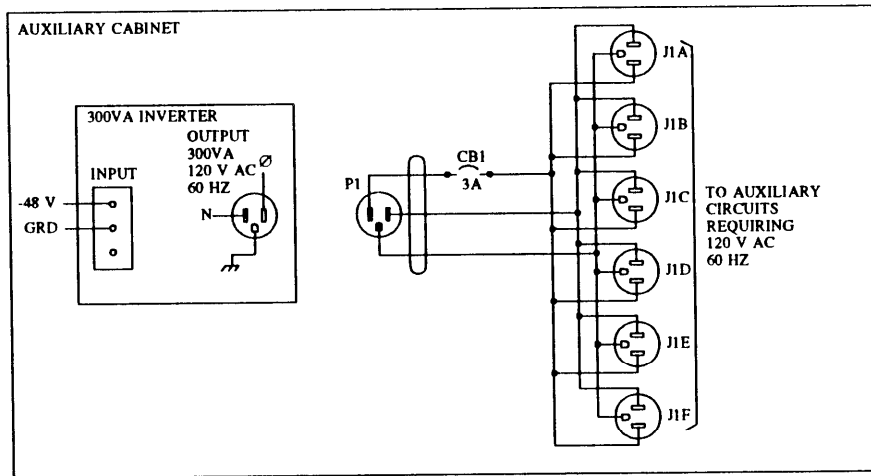 AUXILIARY CABINET
300VA INVERTER
OUTPUT
300VA
120 V AC Ø
60 HZ
INPUT
-48 V
GRD
N
P1
CB1
3A
J1A
J1B
J1C
J1D
J1E
J1F
TO AUXILIARY
CIRCUITS
REQUIRING
120 V AC
60 HZ